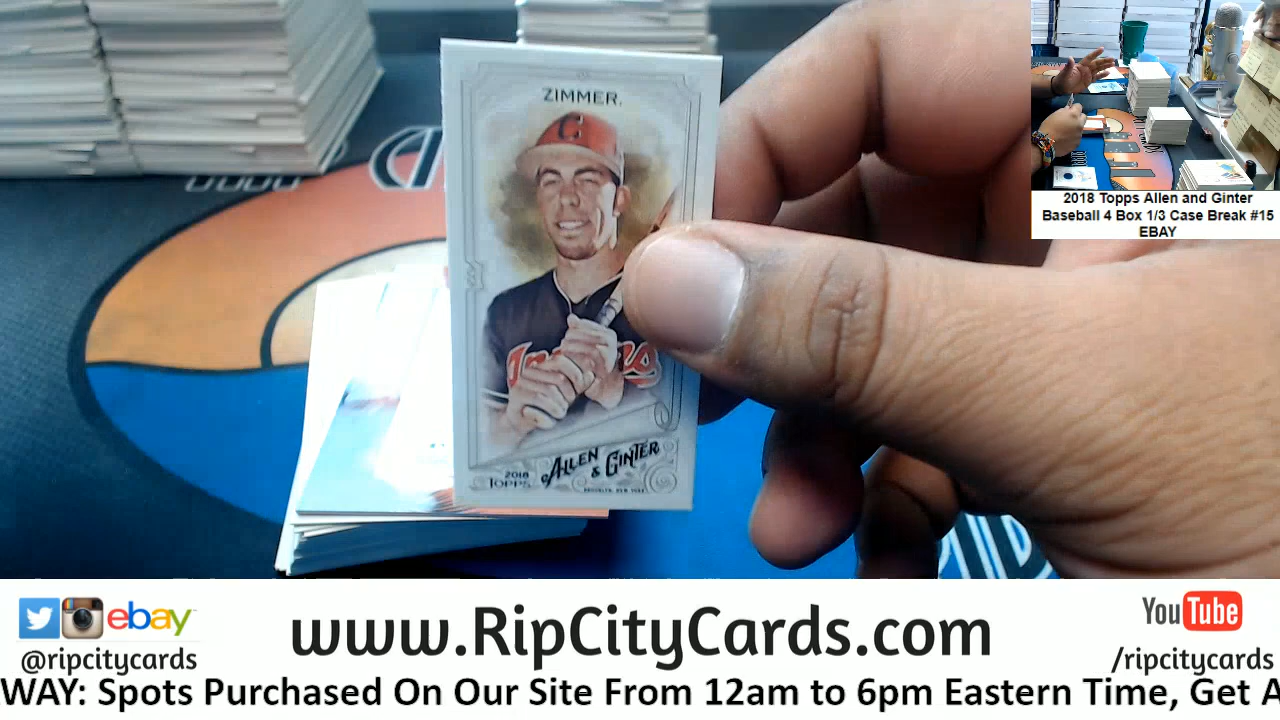 ZIMMER.
C
2018
TOPPS
ALLEN
& GINTER
BROOKLYN, NEW YORK
2018 Topps Allen and Ginter
Baseball 4 Box 1/3 Case Break #15
EBAY
ebay
@ripcitycards
www.RipCityCards.com
YouTube
/ripcitycards
WAY: Spots Purchased On Our Site From 12am to 6pm Eastern Time, Get A